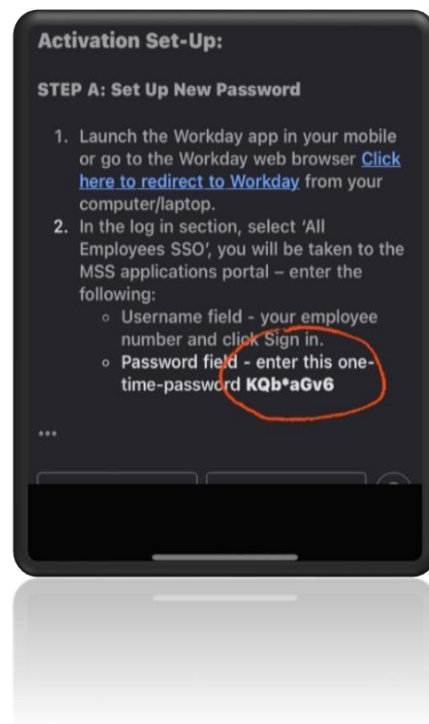 Activation Set-Up:
STEP A: Set Up New Password
1. Launch the Workday app in your mobile
or go to the Workday web browser Click
here to redirect to Workday from your
computer/laptop.
2. In the log in section, select ‘All
Employees SSO’, you will be taken to the
MSS applications portal – enter the
following:
○ Username field - your employee
number and click Sign in.
○ Password field - enter this one-
time-password KQb*aGv6
...